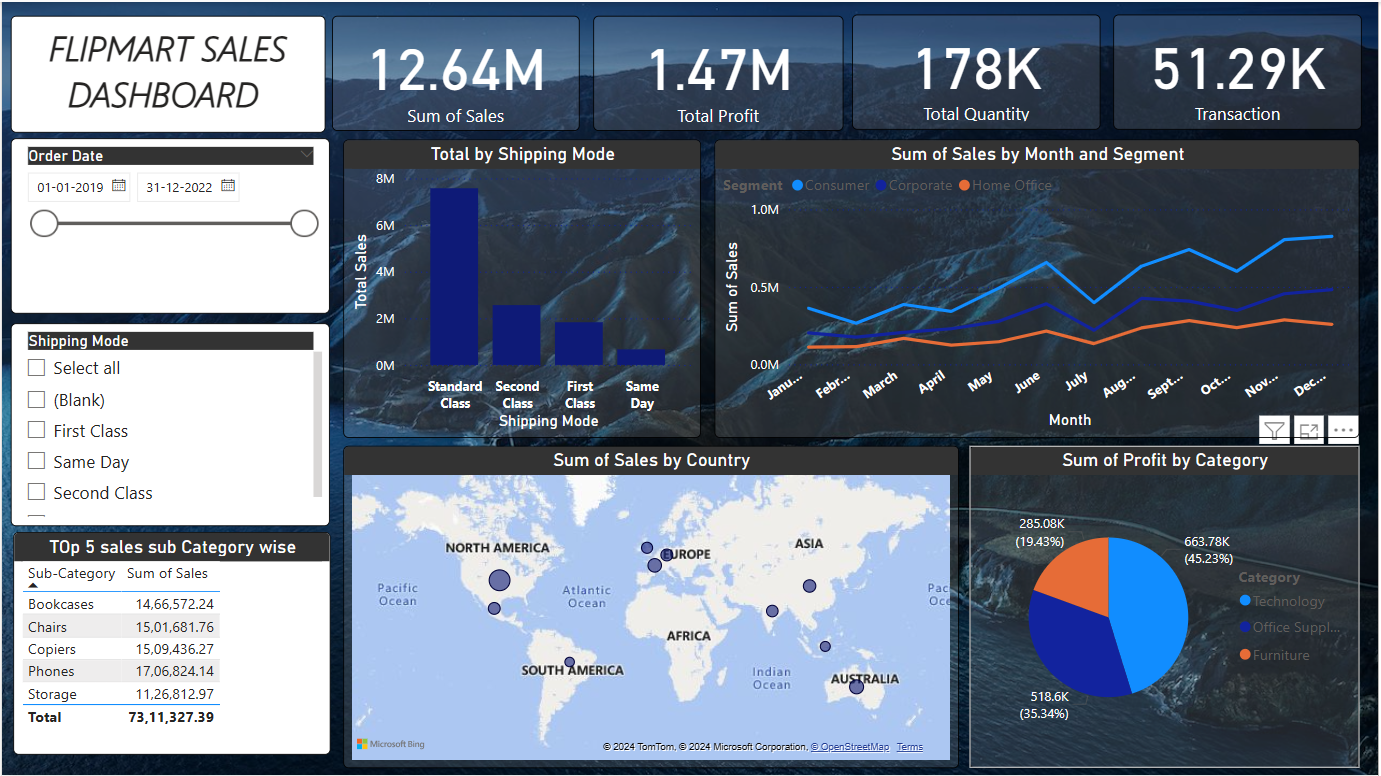 FLIPMART SALES
DASHBOARD
12.64M
Sum of Sales
1.47M
Total Profit
178K
Total Quantity
51.29K
Transaction
Order Date
01-01-2019
31-12-2022
Shipping Mode
Select all
(Blank)
First Class
Same Day
Second Class
TOp 5 sales sub Category wise
Sub-Category Sum of Sales
Bookcases 14,66,572.24
Chairs 15,01,681.76
Copiers 15,09,436.27
Phones 17,06,824.14
Storage 11,26,812.97
Total 73,11,327.39
Total by Shipping Mode
Total Sales
8M
6M
4M
2M
0M
Standard Class
Second Class
First Class
Same Day
Shipping Mode
Sum of Sales by Month and Segment
Segment Consumer Corporate Home Office
Sum of Sales
1.0M
0.5M
0.0M
Janu... Febr... March April May June July Aug... Sept... Oct... Nov... Dec...
Month
Sum of Sales by Country
NORTH AMERICA
EUROPE
ASIA
Pacific
Ocean
Atlantic
Ocean
Pac
Oc
AFRICA
SOUTH AMERICA
Indian
Ocean
AUSTRALIA
Microsoft Bing
© 2024 TomTom, © 2024 Microsoft Corporation, © OpenStreetMap Terms
Sum of Profit by Category
285.08K
(19.43%)
663.78K
(45.23%)
518.6K
(35.34%)
Category
Technology
Office Suppl...
Furniture